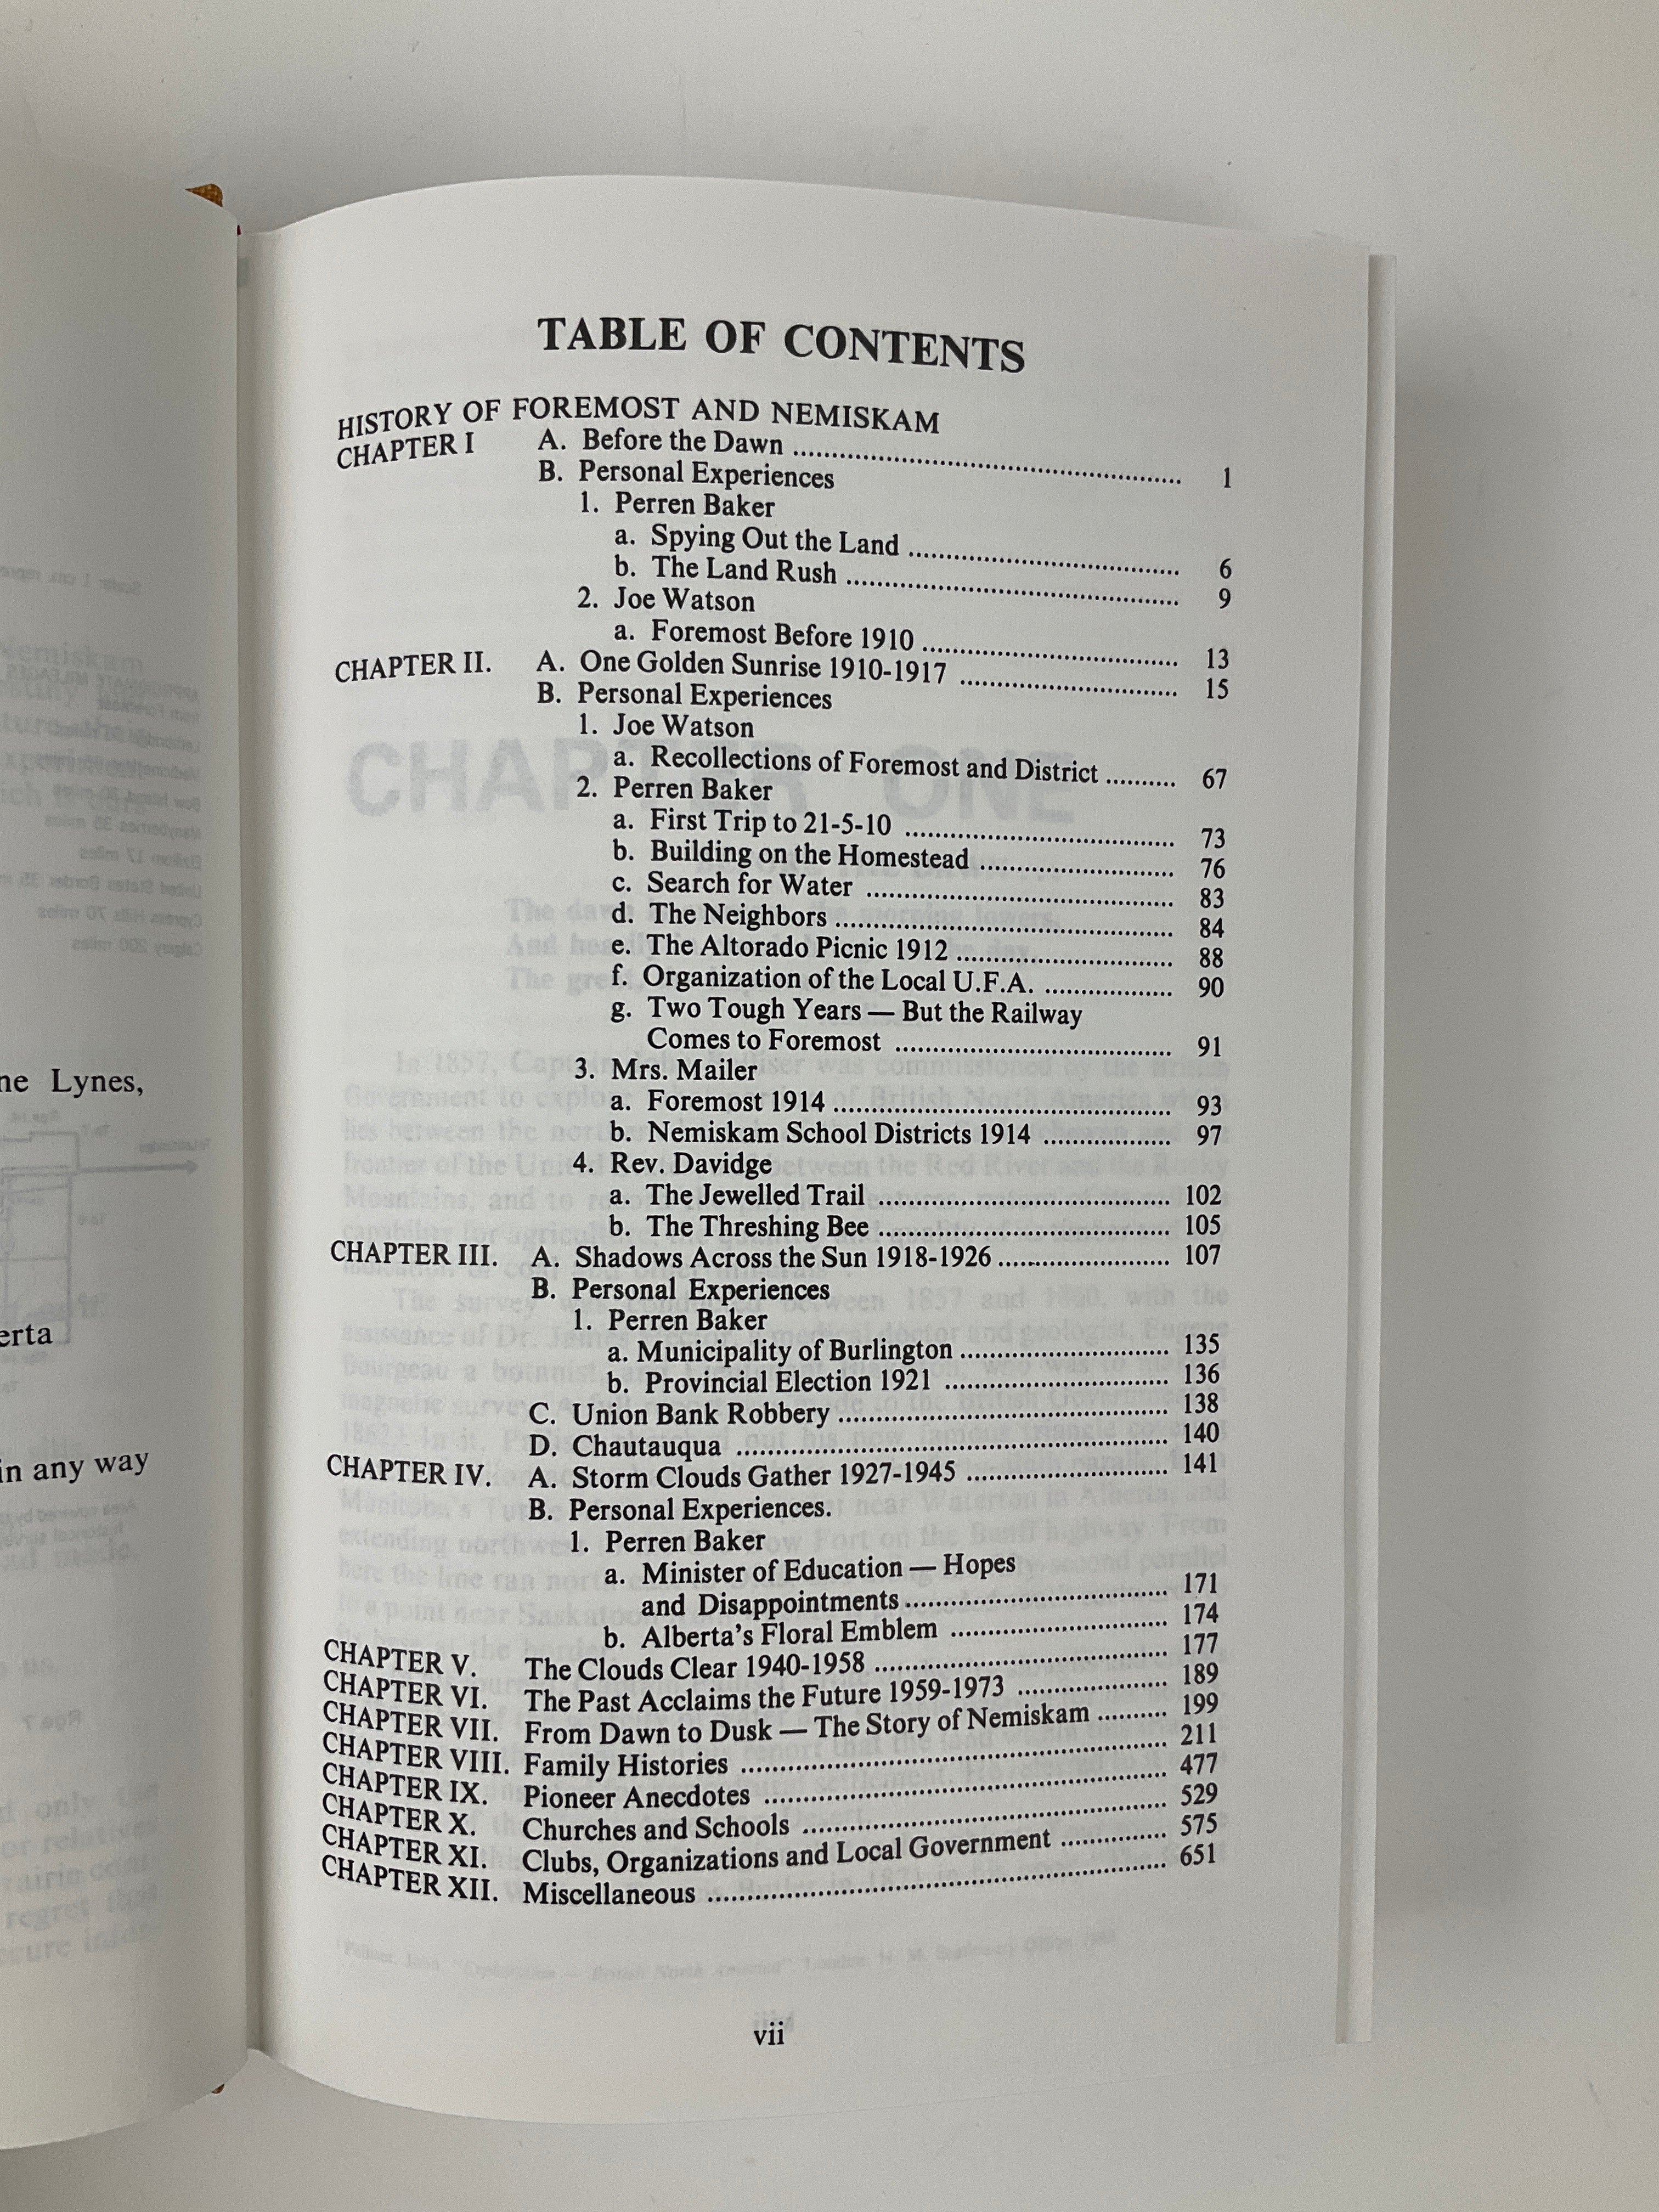 ne Lynes,
erta
in any way
TABLE OF CONTENTS
HISTORY OF FOREMOST AND NEMISKAM
CHAPTER I A. Before the Dawn 1
B. Personal Experiences
1. Perren Baker
a. Spying Out the Land 6
b. The Land Rush 9
2. Joe Watson
a. Foremost Before 1910 13
CHAPTER II. A. One Golden Sunrise 1910-1917 15
B. Personal Experiences
1. Joe Watson
a. Recollections of Foremost and District 67
2. Perren Baker
a. First Trip to 21-5-10 73
b. Building on the Homestead 76
c. Search for Water 83
d. The Neighbors 84
e. The Altorado Picnic 1912 88
f. Organization of the Local U.F.A. 90
g. Two Tough Years — But the Railway
Comes to Foremost 91
3. Mrs. Mailer
a. Foremost 1914 93
b. Nemiskam School Districts 1914 97
4. Rev. Davidge
a. The Jewelled Trail 102
b. The Threshing Bee 105
CHAPTER III. A. Shadows Across the Sun 1918-1926 107
B. Personal Experiences
1. Perren Baker
a. Municipality of Burlington 135
b. Provincial Election 1921 136
C. Union Bank Robbery 138
D. Chautauqua 140
CHAPTER IV. A. Storm Clouds Gather 1927-1945 141
B. Personal Experiences.
1. Perren Baker
a. Minister of Education — Hopes
and Disappointments 171
b. Alberta's Floral Emblem 174
CHAPTER V. The Clouds Clear 1940-1958 177
CHAPTER VI. The Past Acclaims the Future 1959-1973 189
CHAPTER VII. From Dawn to Dusk — The Story of Nemiskam 199
CHAPTER VIII. Family Histories 211
CHAPTER IX. Pioneer Anecdotes 477
CHAPTER X. Churches and Schools 529
CHAPTER XI. Clubs, Organizations and Local Government 575
CHAPTER XII. Miscellaneous 651
vii